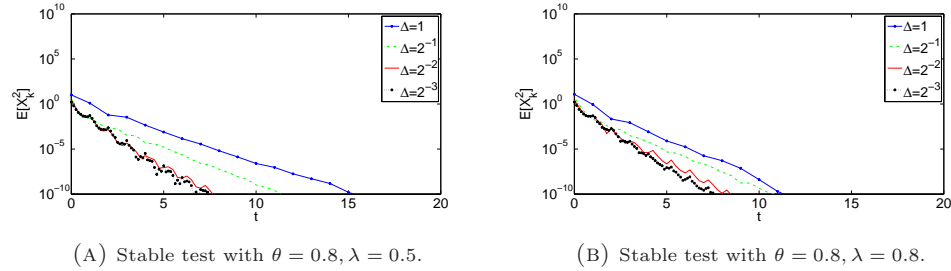 10^10
10^5
10^0
10^-5
10^-10
E[X_k^2]
0 5 10 15 20
t
Δ=1
Δ=2^-1
Δ=2^-2
Δ=2^-3
(A) Stable test with θ = 0.8, λ = 0.5.
10^10
10^5
10^0
10^-5
10^-10
E[X_k^2]
0 5 10 15 20
t
Δ=1
Δ=2^-1
Δ=2^-2
Δ=2^-3
(B) Stable test with θ = 0.8, λ = 0.8.